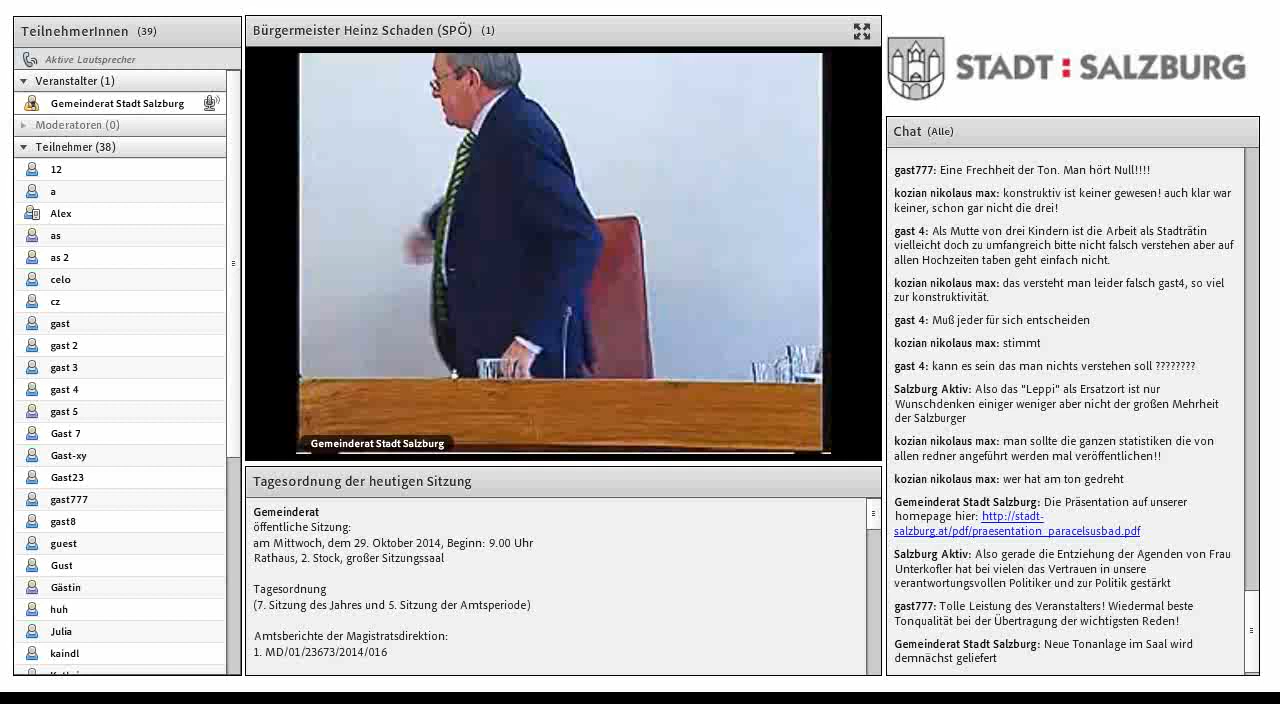 TeilnehmerInnen (39)
Aktive Lautsprecher
Veranstalter (1)
Gemeinderat Stadt Salzburg
Moderatoren (0)
Teilnehmer (38)
12
a
Alex
as
as 2
celo
cz
gast
gast 2
gast 3
gast 4
gast 5
Gast 7
Gast-xy
Gast23
gast777
gast8
guest
Gust
Gästin
huh
Julia
kaindl
Bürgermeister Heinz Schaden (SPÖ) (1)
Gemeinderat Stadt Salzburg
Tagesordnung der heutigen Sitzung
Gemeinderat
öffentliche Sitzung:
am Mittwoch, dem 29. Oktober 2014, Beginn: 9.00 Uhr
Rathaus, 2. Stock, großer Sitzungssaal
Tagesordnung
(7. Sitzung des Jahres und 5. Sitzung der Amtsperiode)
Amtsberichte der Magistratsdirektion:
1. MD/01/23673/2014/016
STADT : SALZBURG
Chat (Alle)
gast777: Eine Frechheit der Ton. Man hört Null!!!!
kozian nikolaus max: konstruktiv ist keiner gewesen! auch klar war
keiner, schon gar nicht die drei!
gast 4: Als Mutte von drei Kindern ist die Arbeit als Stadträtin
vielleicht doch zu umfangreich bitte nicht falsch verstehen aber auf
allen Hochzeiten taben geht einfach nicht.
kozian nikolaus max: das versteht man leider falsch gast4, so viel
zur konstruktivität.
gast 4: Muß jeder für sich entscheiden
kozian nikolaus max: stimmt
gast 4: kann es sein das man nichts verstehen soll ????????
Salzburg Aktiv: Also das "Leppi" als Ersatzort ist nur
Wunschdenken einiger weniger aber nicht der großen Mehrheit
der Salzburger
kozian nikolaus max: man sollte die ganzen statistiken die von
allen redner angeführt werden mal veröffentlichen!!
kozian nikolaus max: wer hat am ton gedreht
Gemeinderat Stadt Salzburg: Die Präsentation auf unserer
homepage hier: http://stadt-
salzburg.at/pdf/praesentation_paracelsusbad.pdf
Salzburg Aktiv: Also gerade die Entziehung der Agenden von Frau
Unterkofler hat bei vielen das Vertrauen in unsere
verantwortungsvollen Politiker und zur Politik gestärkt
gast777: Tolle Leistung des Veranstalters! Wiedermal beste
Tonqualität bei der Übertragung der wichtigsten Reden!
Gemeinderat Stadt Salzburg: Neue Tonanlage im Saal wird
demnächst geliefert